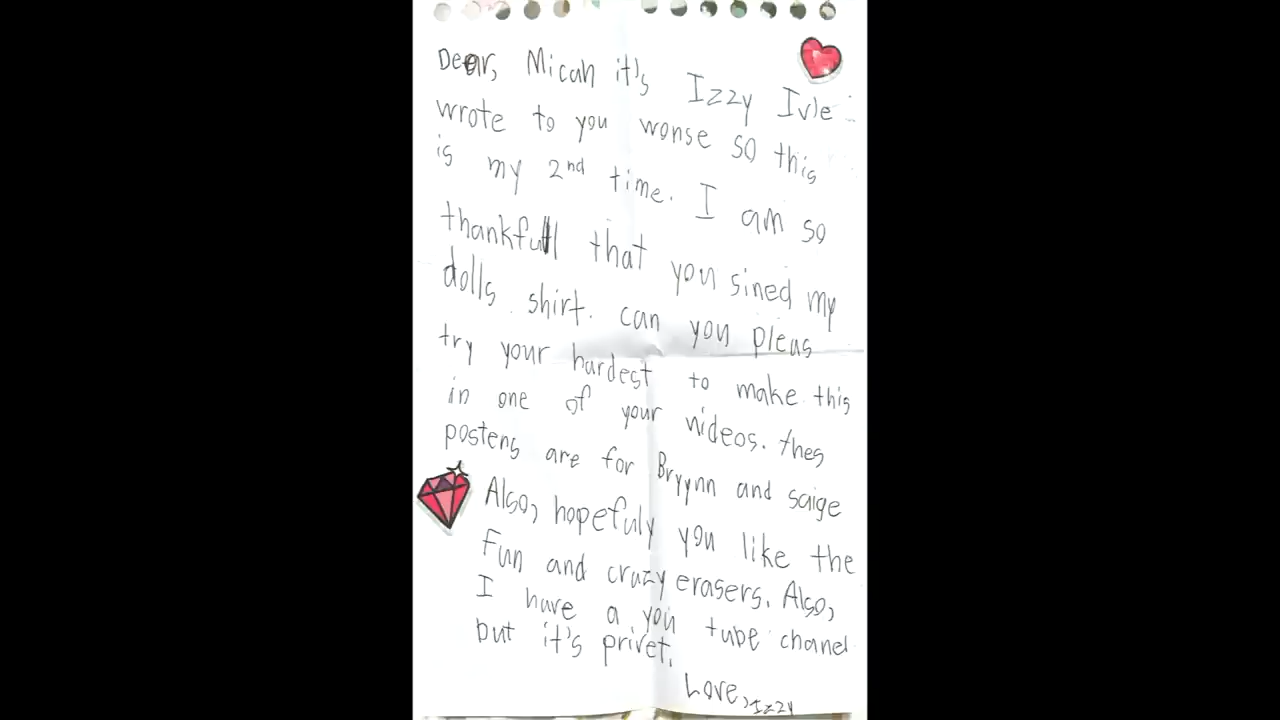 Dear, Micah it's Izzy Iv'e
wrote to you wonse so this
is my 2nd time. I am so
thankfull that you sined my
dolls shirt. can you pleas
try your hardest to make this
in one of your videos. thes
posters are for Bryynn and saige
Also, hopefuly you like the
Fun and crazy erasers. Also,
I have a you tube chanel
but it's privet.
Love, Izzy